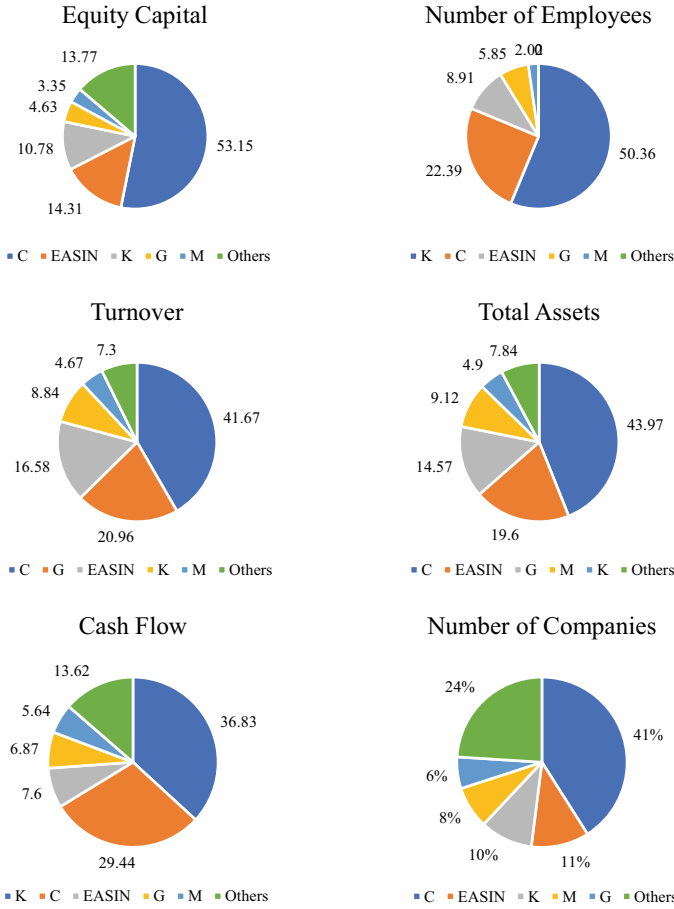 Equity Capital
13.77
3.35
4.63
10.78
14.31
53.15
C EASIN K G M Others
Number of Employees
2.02
5.85
8.91
22.39
50.36
K C EASIN G M Others
Turnover
7.3
4.67
8.84
16.58
20.96
41.67
C G EASIN K M Others
Total Assets
7.84
4.9
9.12
14.57
19.6
43.97
C EASIN G M K Others
Cash Flow
13.62
5.64
6.87
7.6
29.44
36.83
K C EASIN G M Others
Number of Companies
24%
6%
8%
10%
11%
41%
C EASIN K M G Others